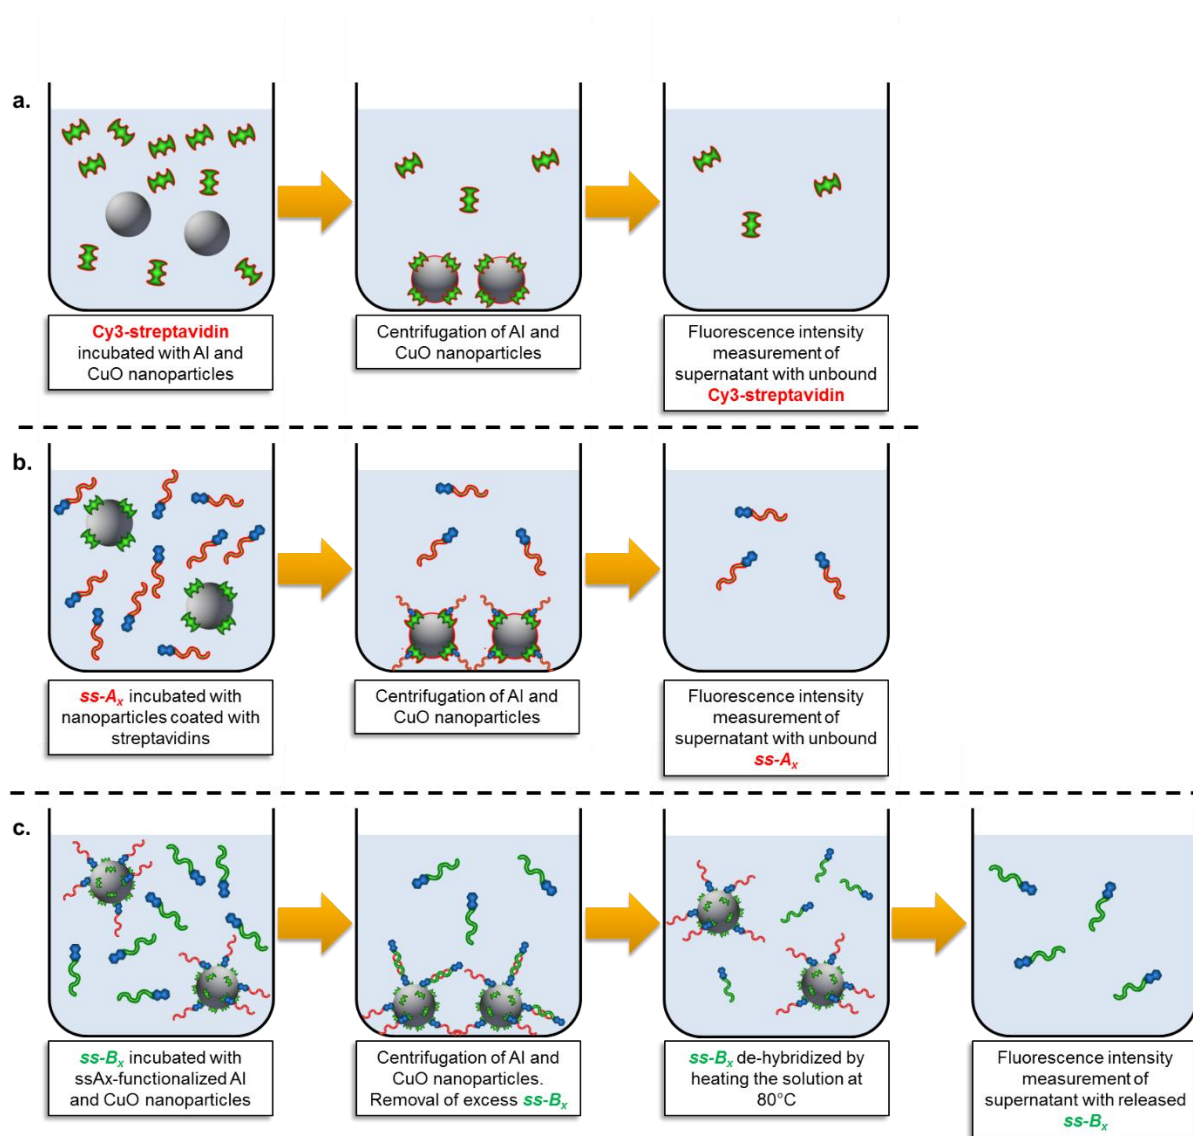 a.
Cy3-streptavidin
incubated with Al and
CuO nanoparticles
Centrifugation of Al and
CuO nanoparticles
Fluorescence intensity
measurement of
supernatant with unbound
Cy3-streptavidin
b.
ss-Aₓ incubated with
nanoparticles coated with
streptavidins
Centrifugation of Al and
CuO nanoparticles
Fluorescence intensity
measurement of
supernatant with unbound
ss-Aₓ
c.
ss-Bₓ incubated with
ssAx-functionalized Al
and CuO nanoparticles
Centrifugation of Al and
CuO nanoparticles.
Removal of excess ss-Bₓ
ss-Bₓ de-hybridized by
heating the solution at
80°C
Fluorescence intensity
measurement of
supernatant with released
ss-Bₓ